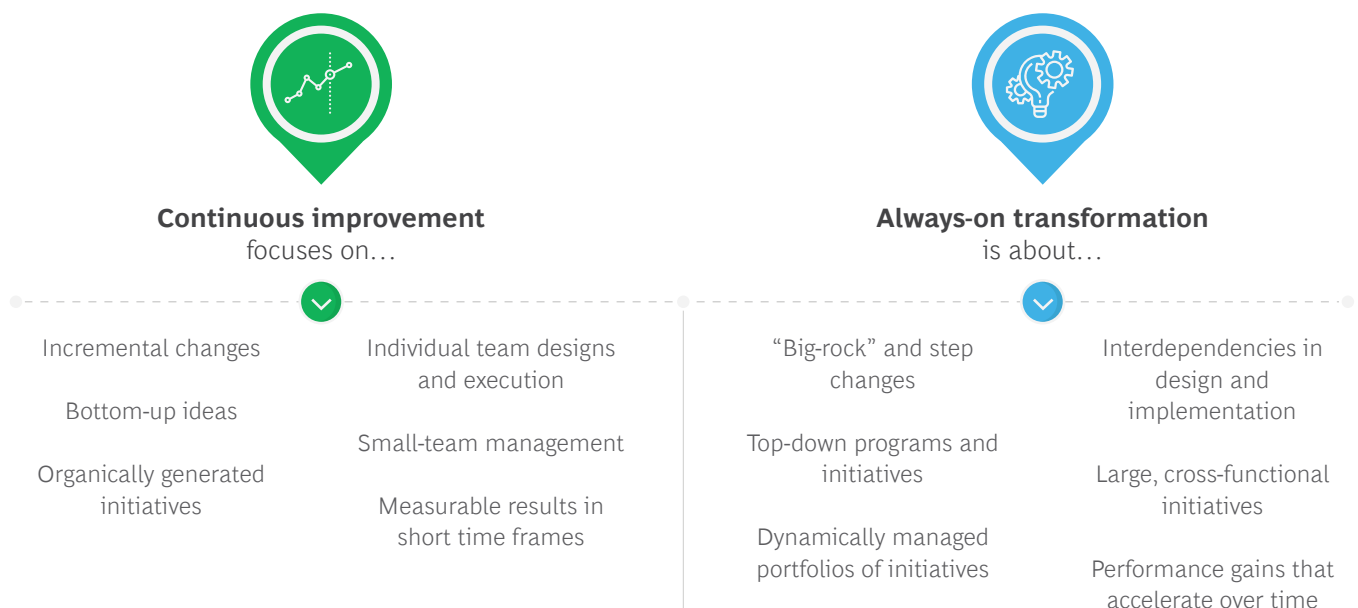 Continuous improvement
focuses on…
Incremental changes
Bottom-up ideas
Organically generated
initiatives
Individual team designs
and execution
Small-team management
Measurable results in
short time frames
Always-on transformation
is about…
“Big-rock” and step
changes
Top-down programs and
initiatives
Dynamically managed
portfolios of initiatives
Interdependencies in
design and
implementation
Large, cross-functional
initiatives
Performance gains that
accelerate over time